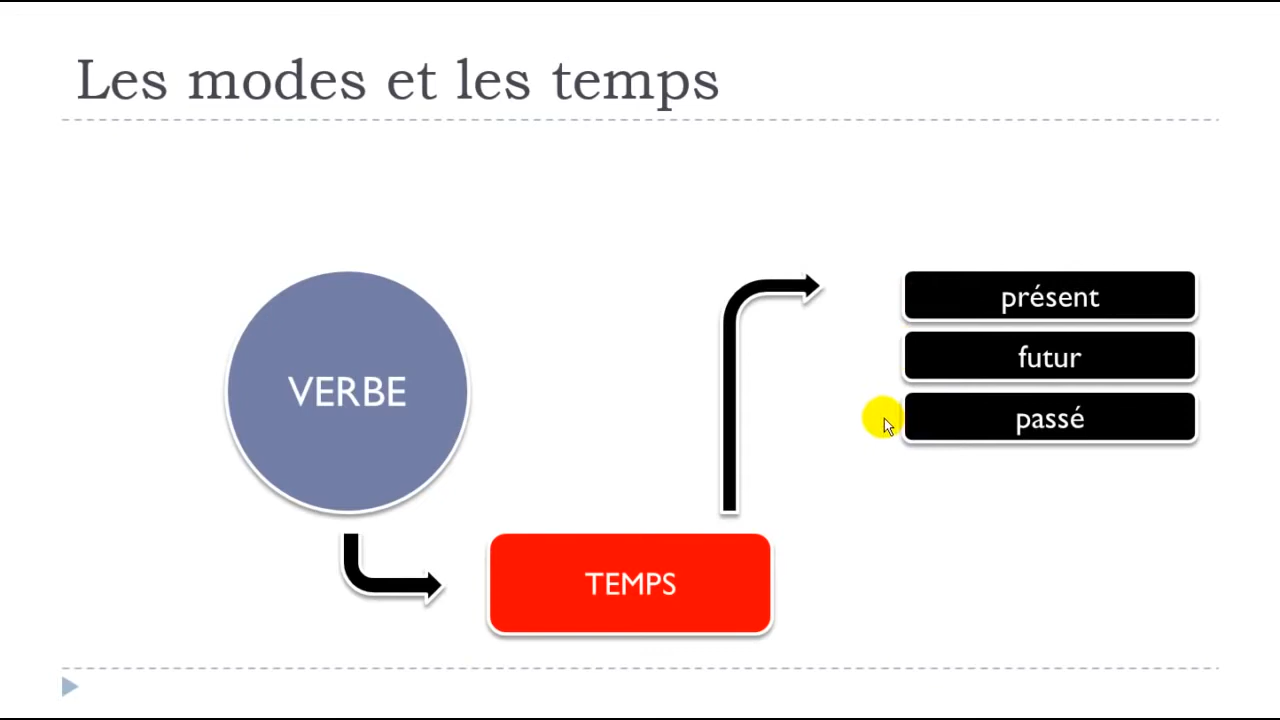 Les modes et les temps
VERBE
TEMPS
présent
futur
passé